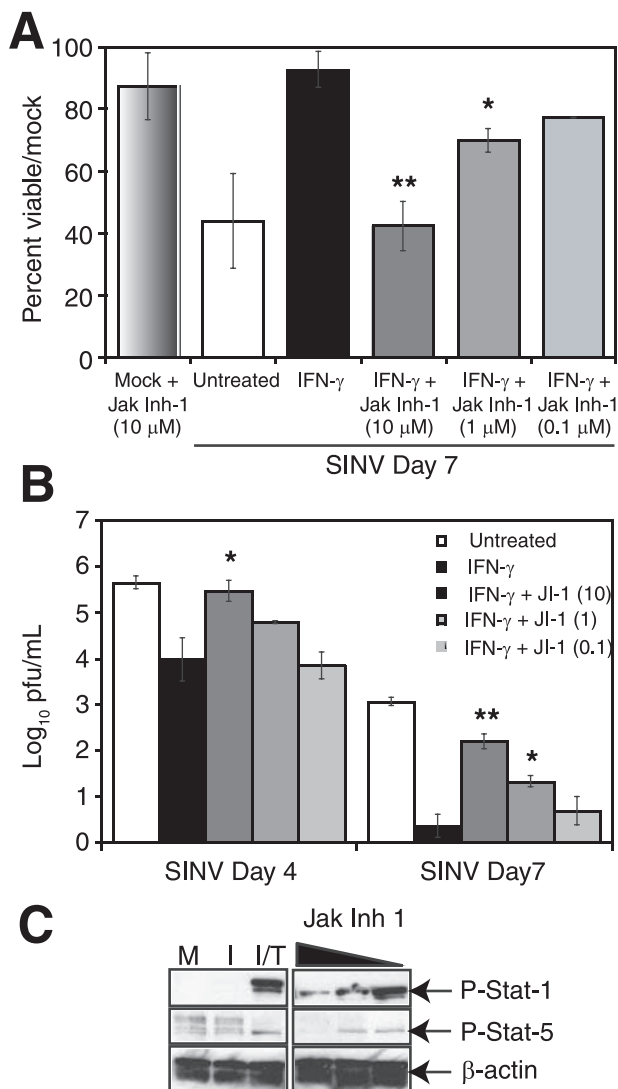 A
100
80
60
40
20
0
Percent viable/mock
**
*
Mock + Jak Inh-1 (10 μM)
Untreated
IFN-γ
IFN-γ + Jak Inh-1 (10 μM)
IFN-γ + Jak Inh-1 (1 μM)
IFN-γ + Jak Inh-1 (0.1 μM)
SINV Day 7
B
7
6
5
4
3
2
1
0
Log10 pfu/mL
*
**
*
Untreated
IFN-γ
IFN-γ + JI-1 (10)
IFN-γ + JI-1 (1)
IFN-γ + JI-1 (0.1)
SINV Day 4
SINV Day7
C
Jak Inh 1
M I I/T
P-Stat-1
P-Stat-5
β-actin